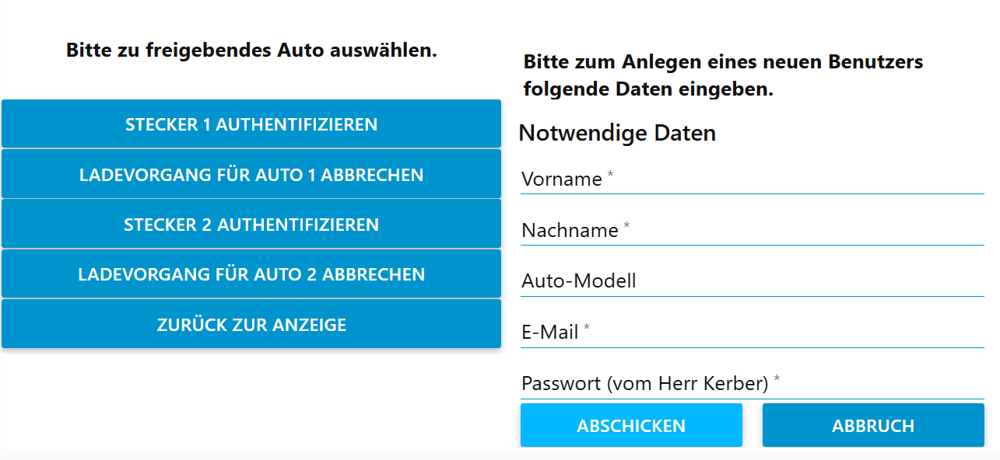 Bitte zu freigebendes Auto auswählen.
STECKER 1 AUTHENTIFIZIEREN
LADEVORGANG FÜR AUTO 1 ABBRECHEN
STECKER 2 AUTHENTIFIZIEREN
LADEVORGANG FÜR AUTO 2 ABBRECHEN
ZURÜCK ZUR ANZEIGE
Bitte zum Anlegen eines neuen Benutzers
folgende Daten eingeben.
Notwendige Daten
Vorname *
Nachname *
Auto-Modell
E-Mail *
Passwort (vom Herr Kerber) *
ABSCHICKEN
ABBRUCH